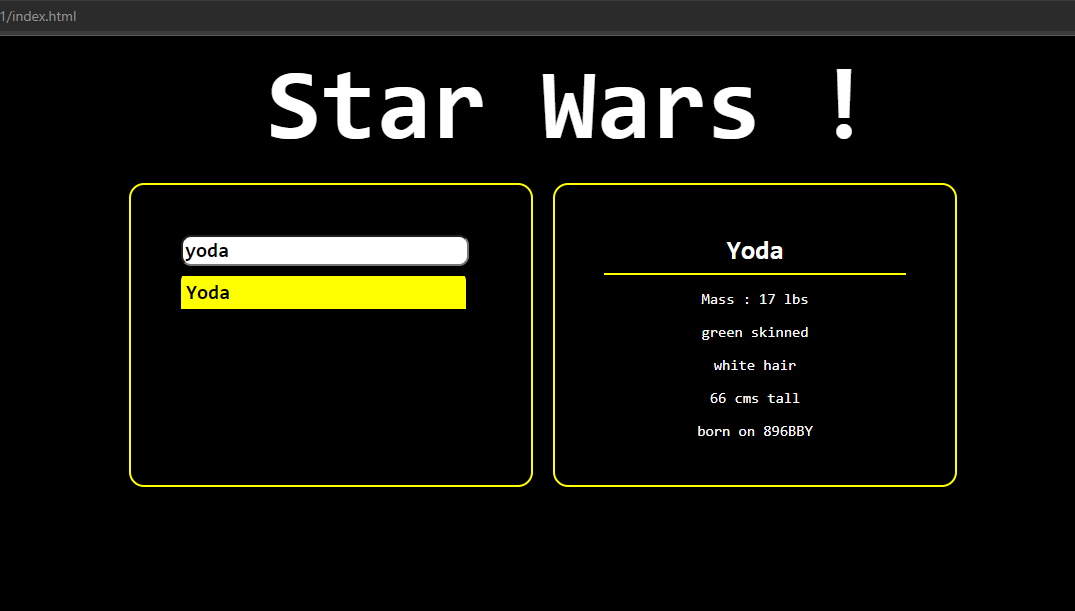 1/index.html
Star Wars !
yoda
Yoda
Yoda
Mass : 17 lbs
green skinned
white hair
66 cms tall
born on 896BBY